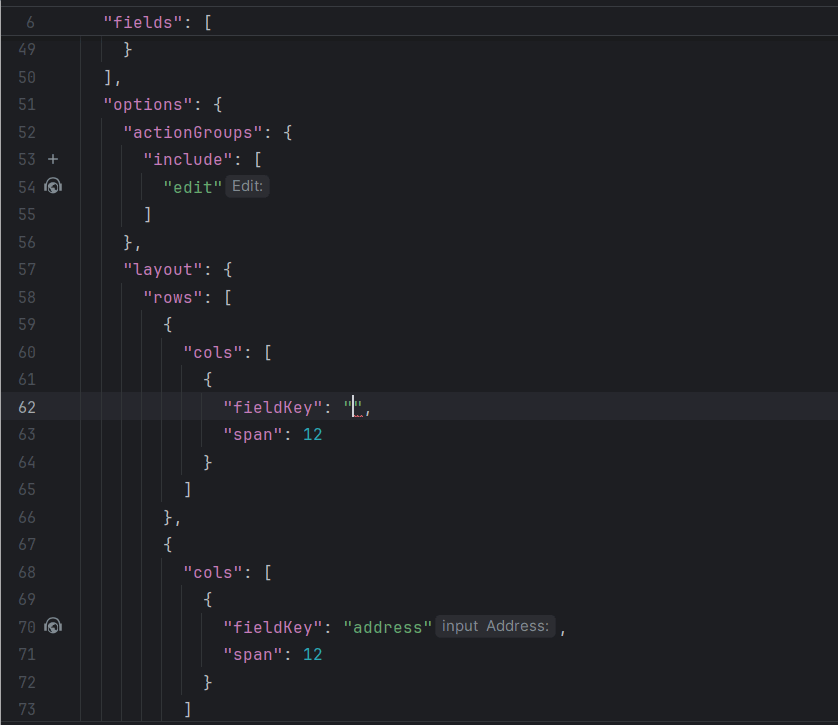 6 "fields": [
49 }
50 ],
51 "options": {
52 "actionGroups": {
53 + "include": [
54 "edit" Edit:
55 ]
56 },
57 "layout": {
58 "rows": [
59 {
60 "cols": [
61 {
62 "fieldKey": "",
63 "span": 12
64 }
65 ]
66 },
67 {
68 "cols": [
69 {
70 "fieldKey": "address" input Address: ,
71 "span": 12
72 }
73 ]